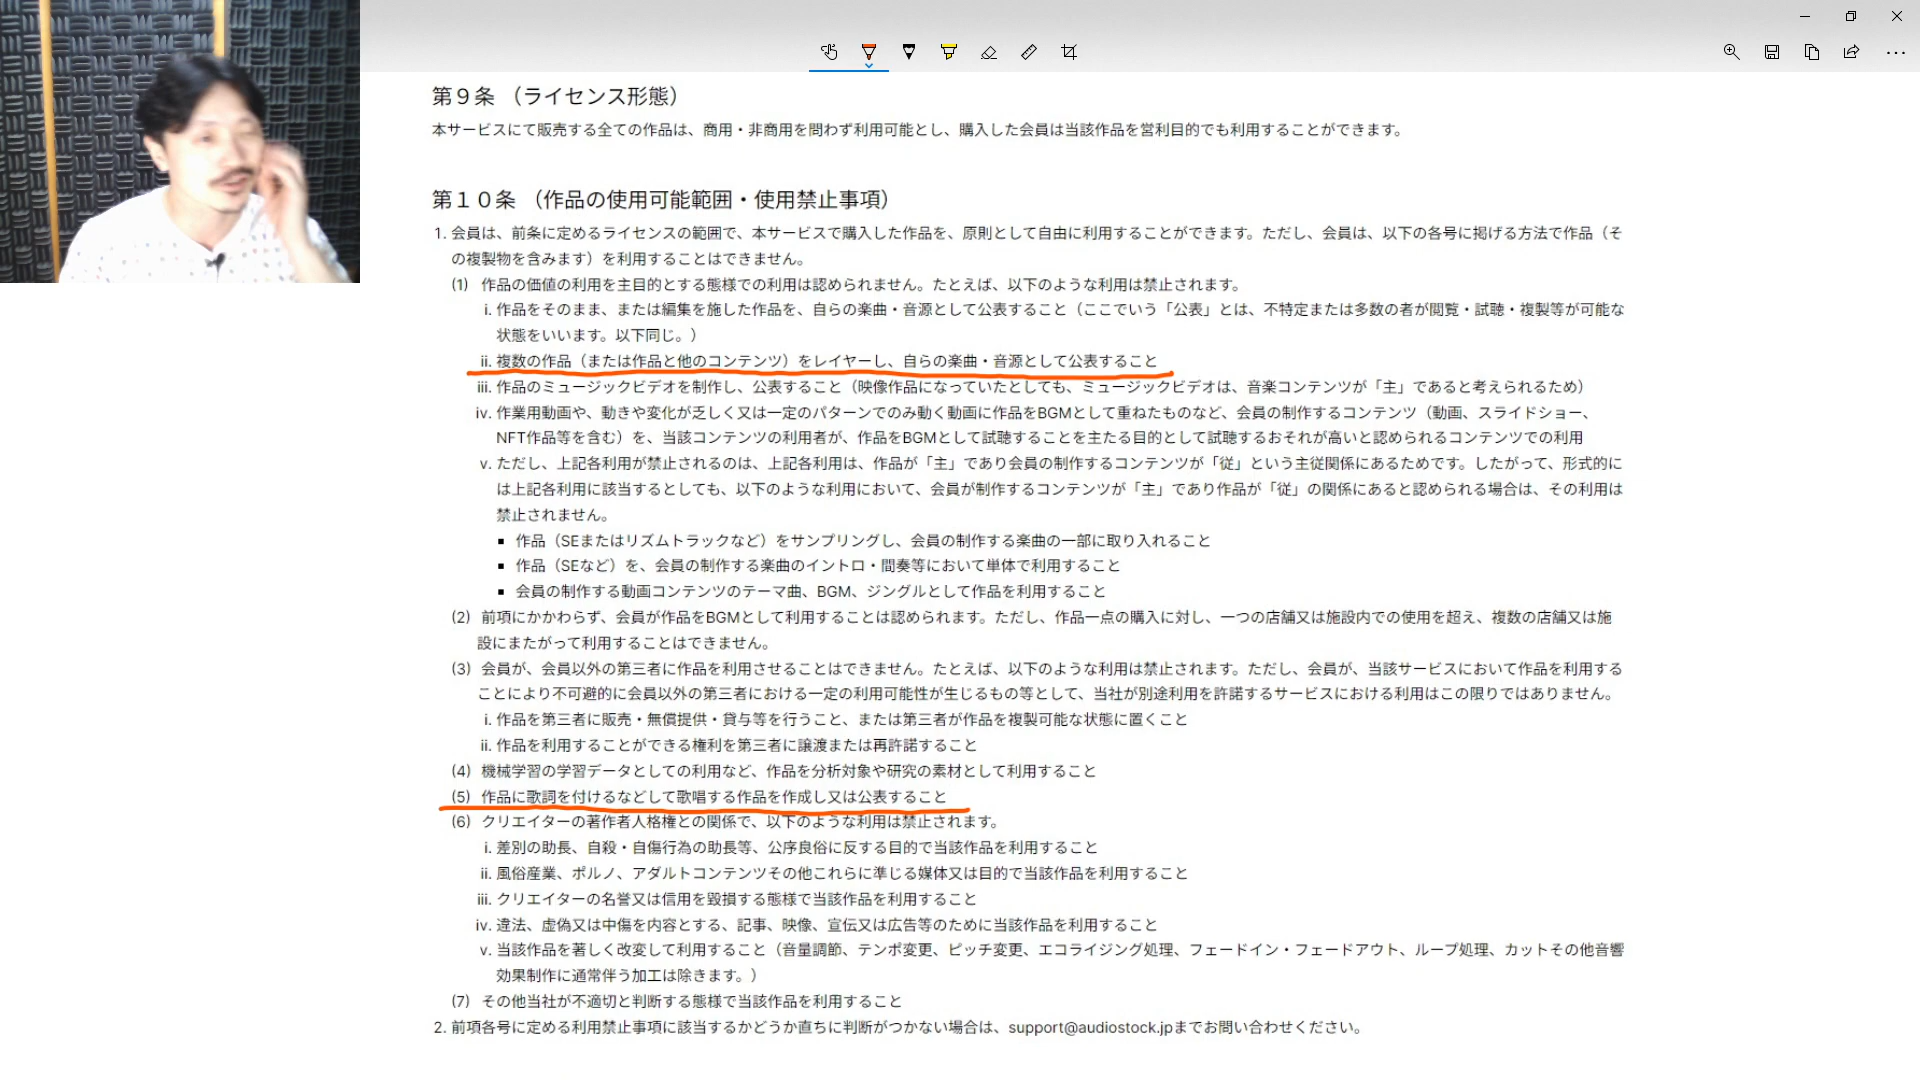 第９条 （ライセンス形態）
本サービスにて販売する全ての作品は、商用・非商用を問わず利用可能とし、購入した会員は当該作品を営利目的でも利用することができます。
第１０条 （作品の使用可能範囲・使用禁止事項）
1. 会員は、前条に定めるライセンスの範囲で、本サービスで購入した作品を、原則として自由に利用することができます。ただし、会員は、以下の各号に掲げる方法で作品（そ
の複製物を含みます）を利用することはできません。
(1) 作品の価値の利用を主目的とする態様での利用は認められません。たとえば、以下のような利用は禁止されます。
i. 作品をそのまま、または編集を施した作品を、自らの楽曲・音源として公表すること（ここでいう「公表」とは、不特定または多数の者が閲覧・試聴・複製等が可能な
状態をいいます。以下同じ。）
ii. 複数の作品（または作品と他のコンテンツ）をレイヤーし、自らの楽曲・音源として公表すること
iii. 作品のミュージックビデオを制作し、公表すること（映像作品になっていたとしても、ミュージックビデオは、音楽コンテンツが「主」であると考えられるため）
iv. 作業用動画や、動きや変化が乏しく又は一定のパターンでのみ動く動画に作品をBGMとして重ねたものなど、会員の制作するコンテンツ（動画、スライドショー、
NFT作品等を含む）を、当該コンテンツの利用者が、作品をBGMとして試聴することを主たる目的として試聴するおそれが高いと認められるコンテンツでの利用
v. ただし、上記各利用が禁止されるのは、上記各利用は、作品が「主」であり会員の制作するコンテンツが「従」という主従関係にあるためです。したがって、形式的に
は上記各利用に該当するとしても、以下のような利用において、会員が制作するコンテンツが「主」であり作品が「従」の関係にあると認められる場合は、その利用は
禁止されません。
▪ 作品（SEまたはリズムトラックなど）をサンプリングし、会員の制作する楽曲の一部に取り入れること
▪ 作品（SEなど）を、会員の制作する楽曲のイントロ・間奏等において単体で利用すること
▪ 会員の制作する動画コンテンツのテーマ曲、BGM、ジングルとして作品を利用すること
(2) 前項にかかわらず、会員が作品をBGMとして利用することは認められます。ただし、作品一点の購入に対し、一つの店舗又は施設内での使用を超え、複数の店舗又は施
設にまたがって利用することはできません。
(3) 会員が、会員以外の第三者に作品を利用させることはできません。たとえば、以下のような利用は禁止されます。ただし、会員が、当該サービスにおいて作品を利用する
ことにより不可避的に会員以外の第三者における一定の利用可能性が生じるもの等として、当社が別途利用を許諾するサービスにおける利用はこの限りではありません。
i. 作品を第三者に販売・無償提供・貸与等を行うこと、または第三者が作品を複製可能な状態に置くこと
ii. 作品を利用することができる権利を第三者に譲渡または再許諾すること
(4) 機械学習の学習データとしての利用など、作品を分析対象や研究の素材として利用すること
(5) 作品に歌詞を付けるなどして歌唱する作品を作成し又は公表すること
(6) クリエイターの著作者人格権との関係で、以下のような利用は禁止されます。
i. 差別の助長、自殺・自傷行為の助長等、公序良俗に反する目的で当該作品を利用すること
ii. 風俗産業、ポルノ、アダルトコンテンツその他これらに準じる媒体又は目的で当該作品を利用すること
iii. クリエイターの名誉又は信用を毀損する態様で当該作品を利用すること
iv. 違法、虚偽又は中傷を内容とする、記事、映像、宣伝又は広告等のために当該作品を利用すること
v. 当該作品を著しく改変して利用すること（音量調節、テンポ変更、ピッチ変更、エコライジング処理、フェードイン・フェードアウト、ループ処理、カットその他音響
効果制作に通常伴う加工は除きます。）
(7) その他当社が不適切と判断する態様で当該作品を利用すること
2. 前項各号に定める利用禁止事項に該当するかどうか直ちに判断がつかない場合は、support@audiostock.jpまでお問い合わせください。